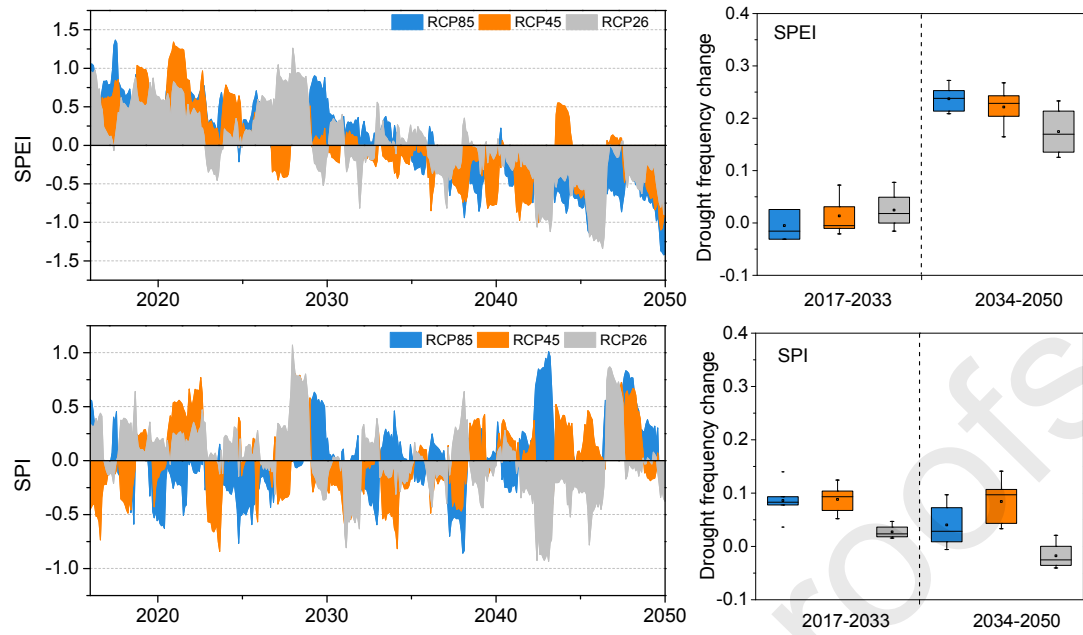 RCP85 RCP45 RCP26
SPEI
1.5
1.0
0.5
0.0
-0.5
-1.0
-1.5
2020 2030 2040 2050
SPEI
Drought frequency change
0.4
0.3
0.2
0.1
0.0
-0.1
2017-2033 2034-2050
RCP85 RCP45 RCP26
SPI
1.0
0.5
0.0
-0.5
-1.0
2020 2030 2040 2050
SPI
Drought frequency change
0.4
0.3
0.2
0.1
0.0
-0.1
2017-2033 2034-2050
roofs